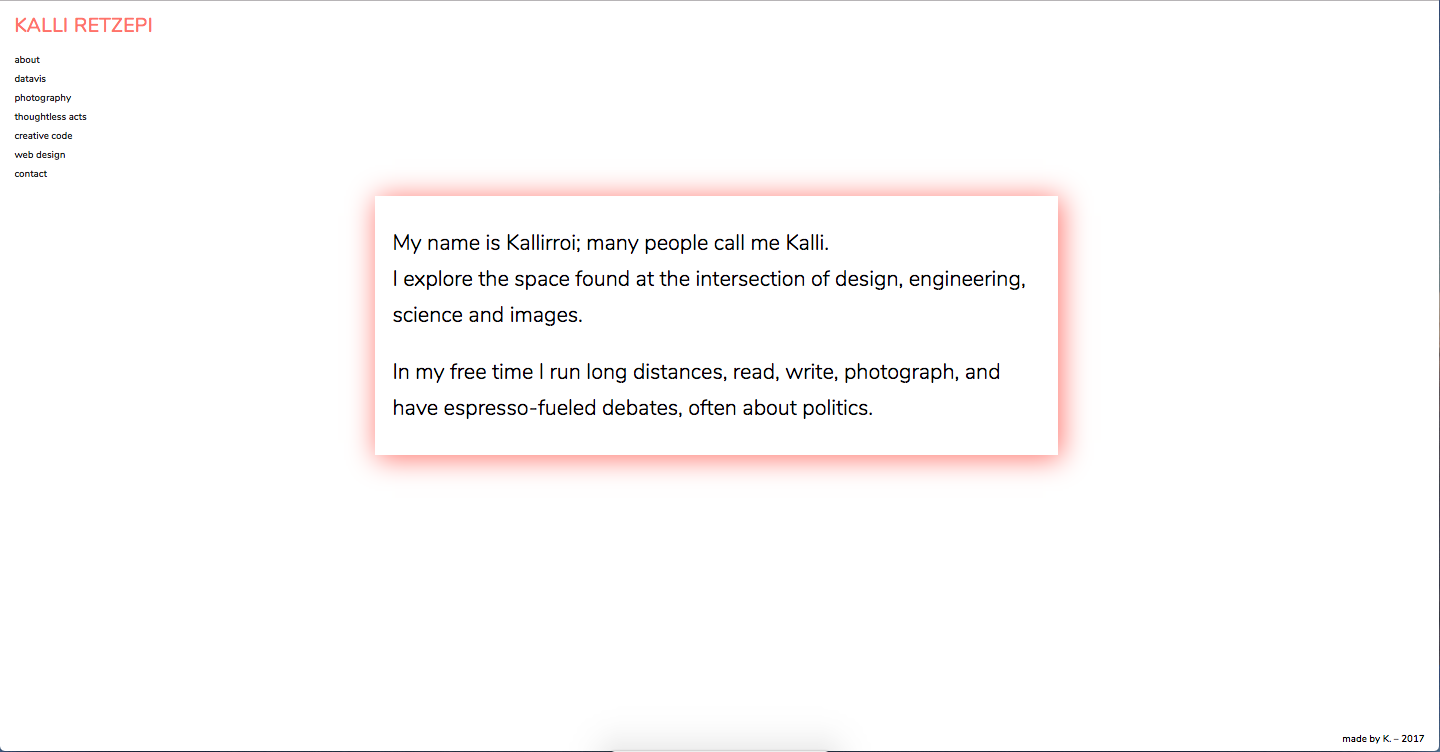 KALLI RETZEPI
about
datavis
photography
thoughtless acts
creative code
web design
contact
My name is Kallirroi; many people call me Kalli.
I explore the space found at the intersection of design, engineering,
science and images.
In my free time I run long distances, read, write, photograph, and
have espresso-fueled debates, often about politics.
made by K. – 2017